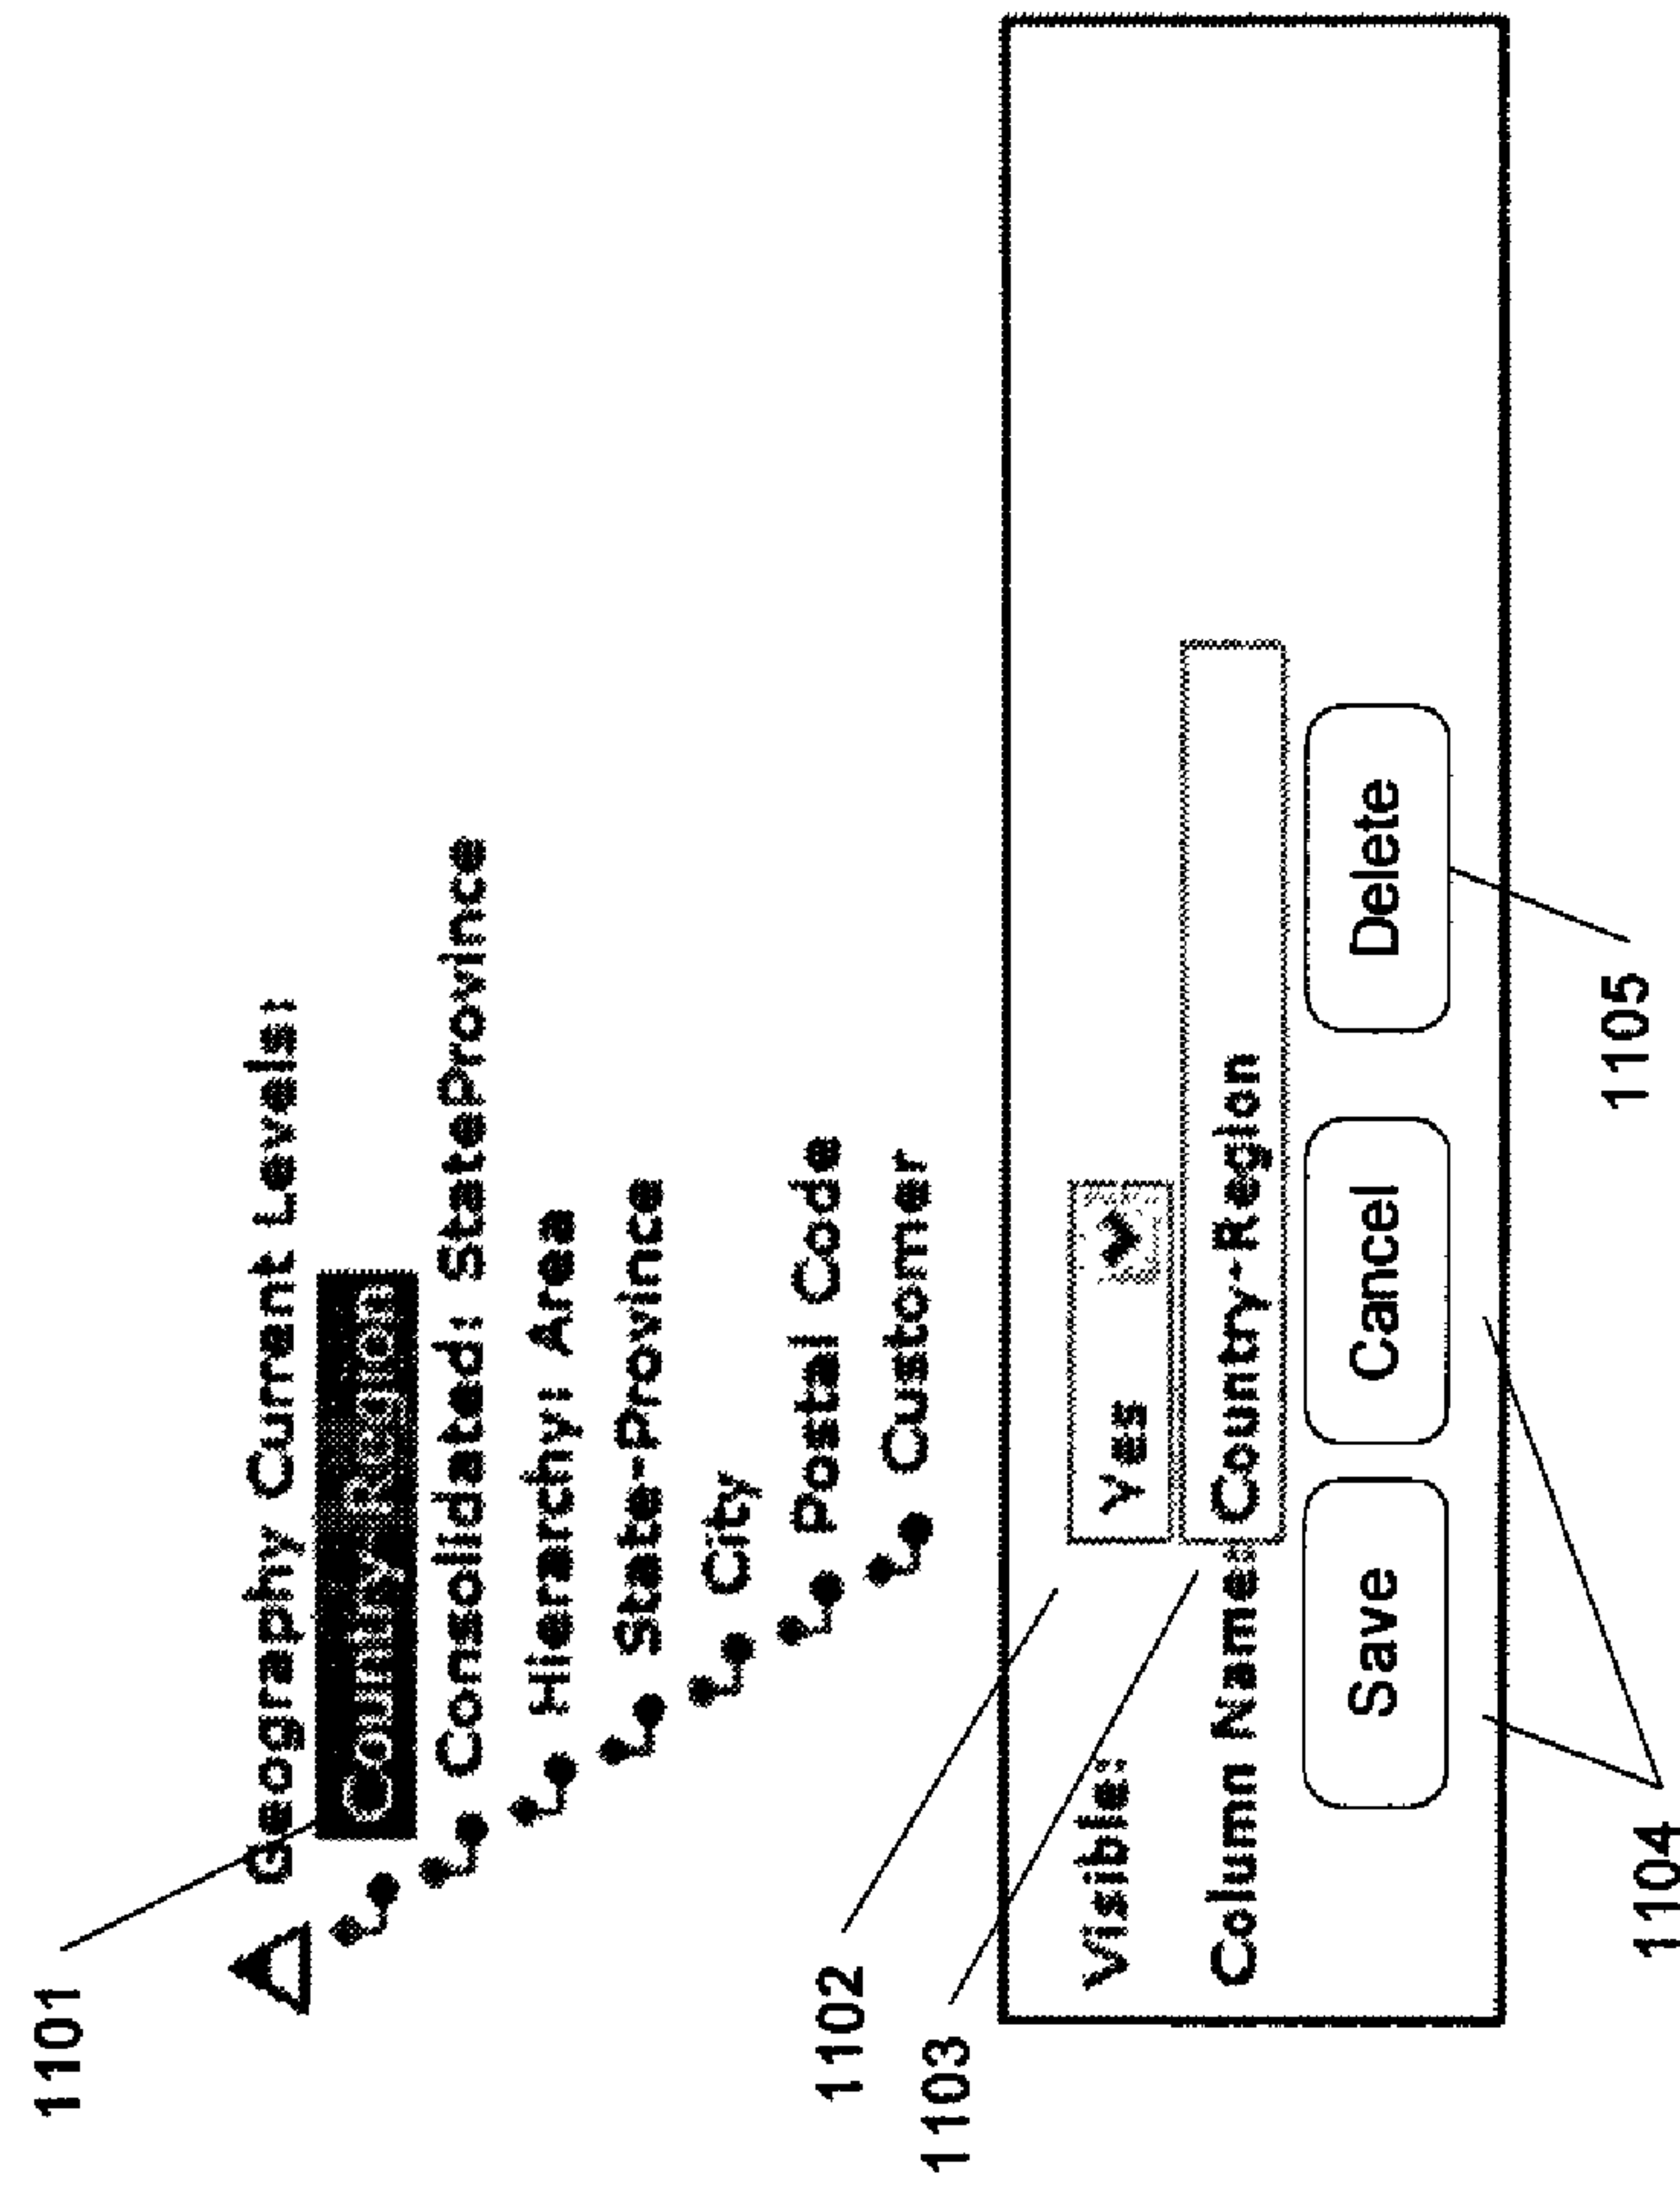 1101
Geography Current Levels:
Country-Region
Consolidated: StateProvince
Hierarchy: Area
State-Province
City
Postal Code
Customer
1102
1103
Visible: Yes
Column Name: Country-Region
Save Cancel Delete
1104 1105